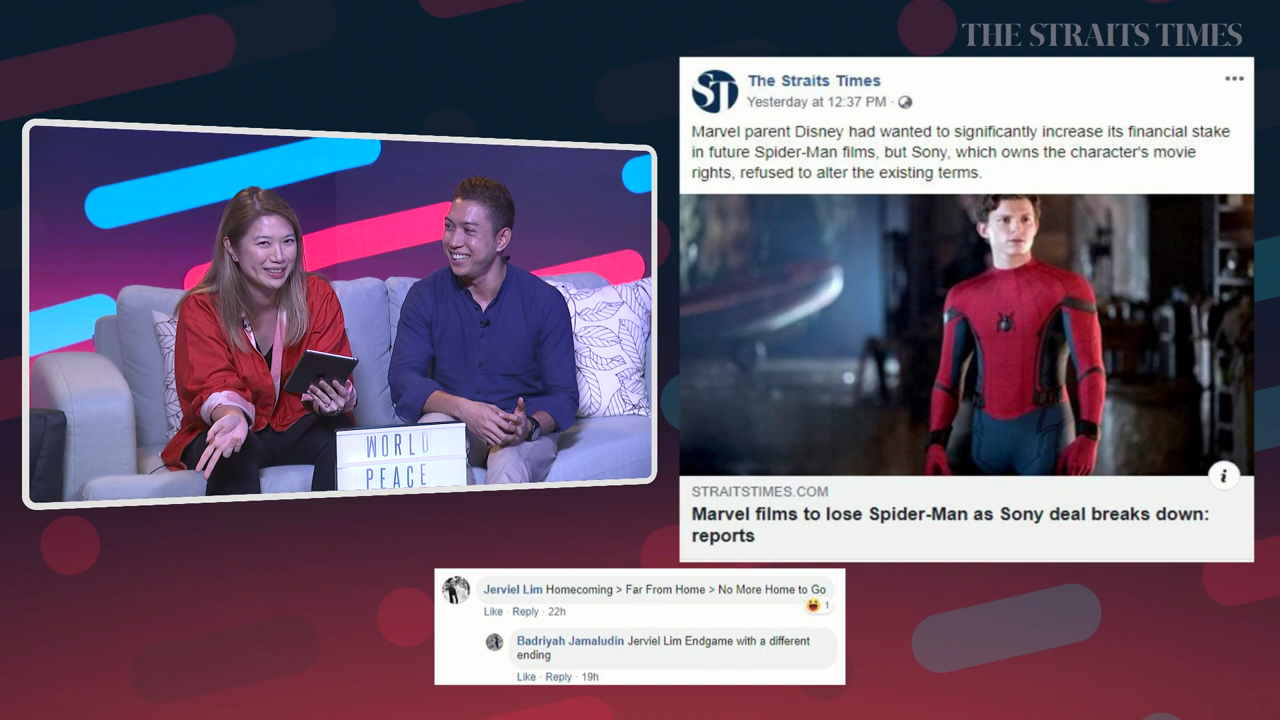 THE STRAITS TIMES
ST
The Straits Times
Yesterday at 12:37 PM ·
Marvel parent Disney had wanted to significantly increase its financial stake
in future Spider-Man films, but Sony, which owns the character's movie
rights, refused to alter the existing terms.
WORLD
PEACE
i
STRAITSTIMES.COM
Marvel films to lose Spider-Man as Sony deal breaks down:
reports
Jerviel Lim Homecoming > Far From Home > No More Home to Go
Like · Reply · 22h
1
Badriyah Jamaludin Jerviel Lim Endgame with a different
ending
Like · Reply · 19h